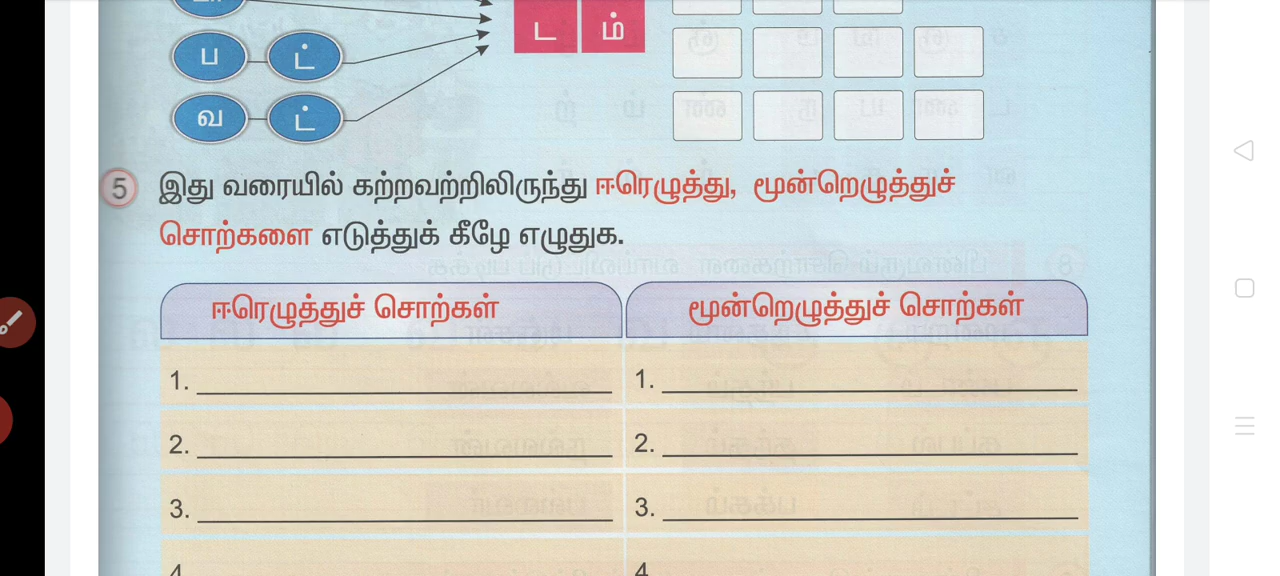 ட ம்
ப ட்
வ ட்
5 இது வரையில் கற்றவற்றிலிருந்து ஈரெழுத்து, மூன்றெழுத்துச்
சொற்களை எடுத்துக் கீழே எழுதுக.
ஈரெழுத்துச் சொற்கள் மூன்றெழுத்துச் சொற்கள்
1. 1.
2. 2.
3. 3.
4 4